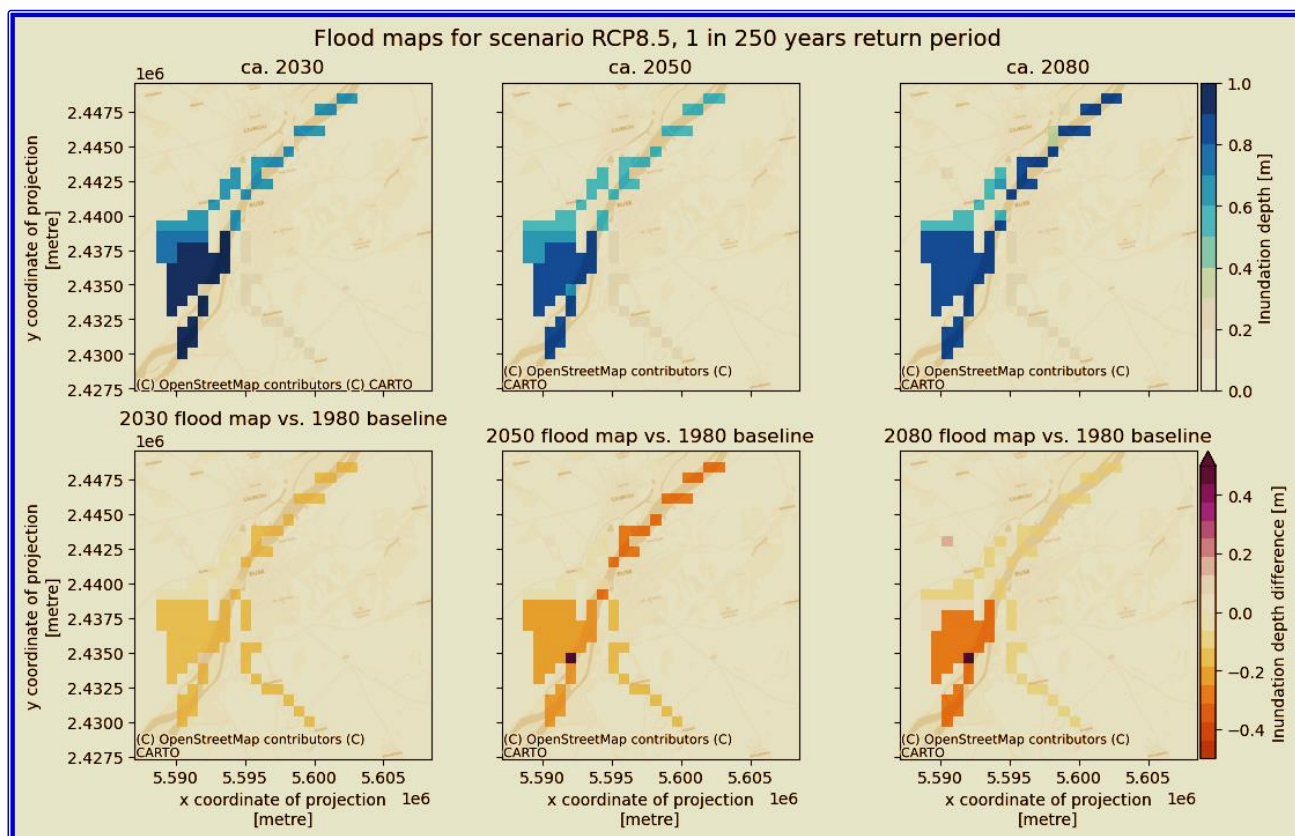 Flood maps for scenario RCP8.5, 1 in 250 years return period
ca. 2030
ca. 2050
ca. 2080
1e6
2.4475
2.4450
2.4425
2.4400
2.4375
2.4350
2.4325
2.4300
2.4275
y coordinate of projection
[metre]
(C) OpenStreetMap contributors (C) CARTO
(C) OpenStreetMap contributors (C)
CARTO
(C) OpenStreetMap contributors (C)
CARTO
1.0
0.8
0.6
0.4
0.2
0.0
Inundation depth [m]
2030 flood map vs. 1980 baseline
2050 flood map vs. 1980 baseline
2080 flood map vs. 1980 baseline
1e6
2.4475
2.4450
2.4425
2.4400
2.4375
2.4350
2.4325
2.4300
2.4275
y coordinate of projection
[metre]
(C) OpenStreetMap contributors (C)
CARTO
(C) OpenStreetMap contributors (C)
CARTO
(C) OpenStreetMap contributors (C)
CARTO
0.4
0.2
0.0
−0.2
−0.4
Inundation depth difference [m]
5.590 5.595 5.600 5.605
x coordinate of projection 1e6
[metre]
5.590 5.595 5.600 5.605
x coordinate of projection 1e6
[metre]
5.590 5.595 5.600 5.605
x coordinate of projection 1e6
[metre]